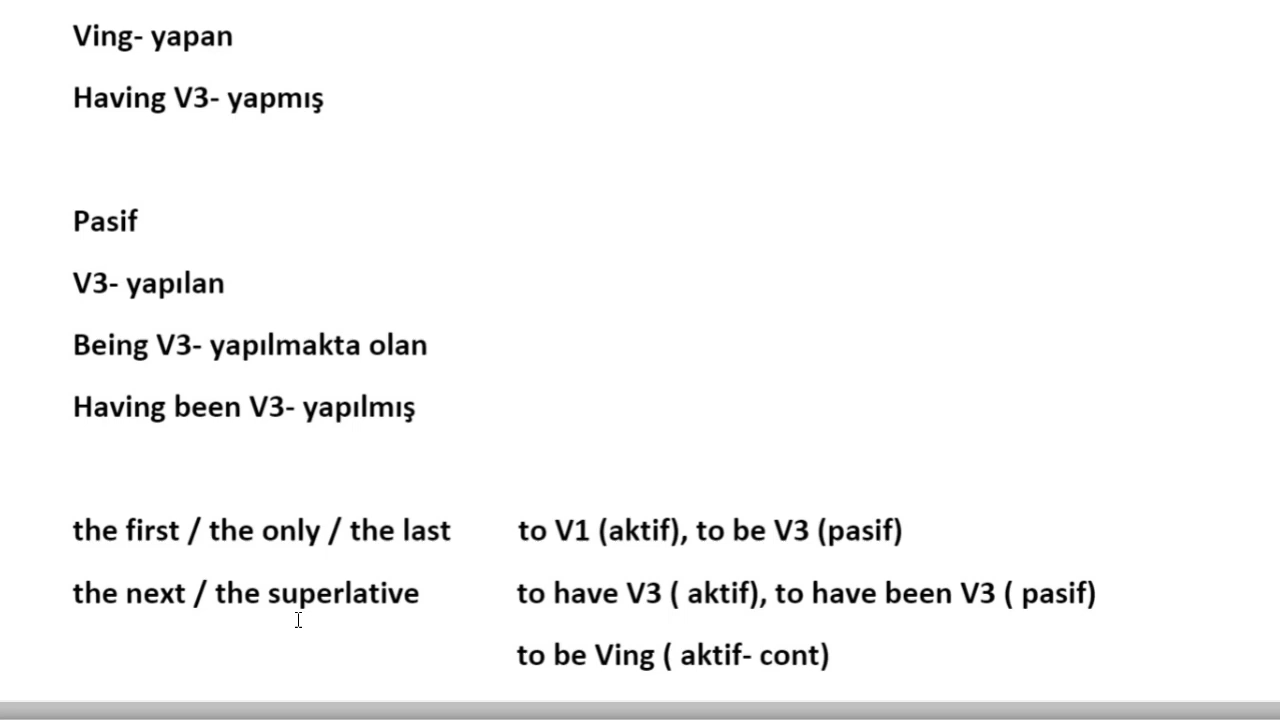 Ving- yapan
Having V3- yapmış
Pasif
V3- yapılan
Being V3- yapılmakta olan
Having been V3- yapılmış
the first / the only / the last to V1 (aktif), to be V3 (pasif)
the next / the superlative to have V3 ( aktif), to have been V3 ( pasif)
to be Ving ( aktif- cont)